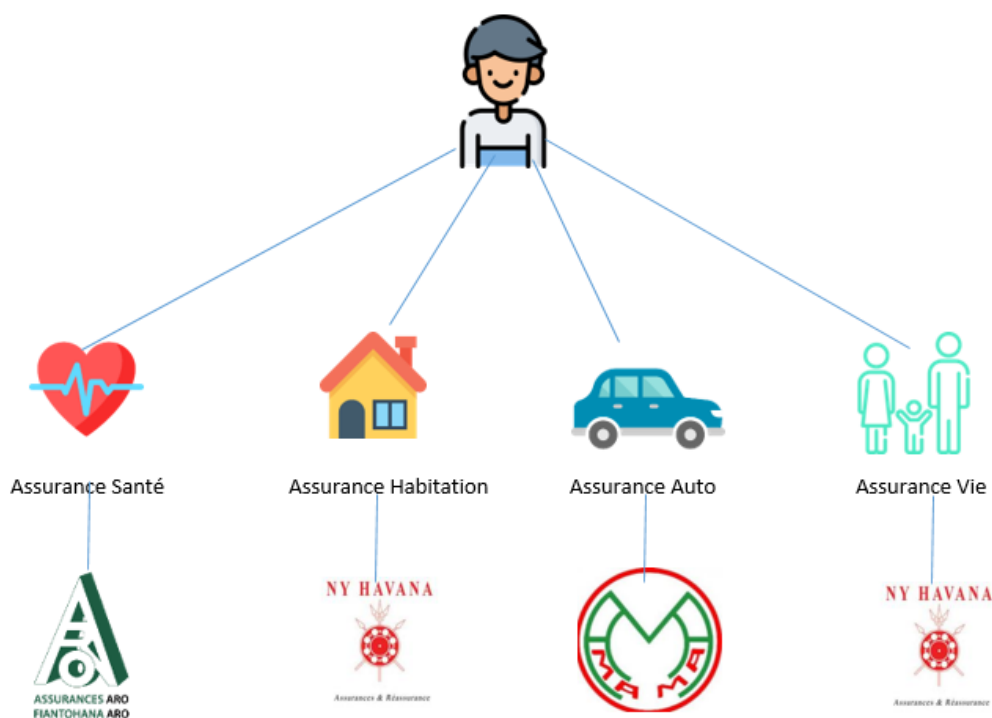 Assurance Santé
Assurance Habitation
Assurance Auto
Assurance Vie
ARO
ASSURANCES ARO
FIANTOHANA ARO
NY HAVANA
Assurances & Réassurance
MAMA
NY HAVANA
Assurances & Réassurance